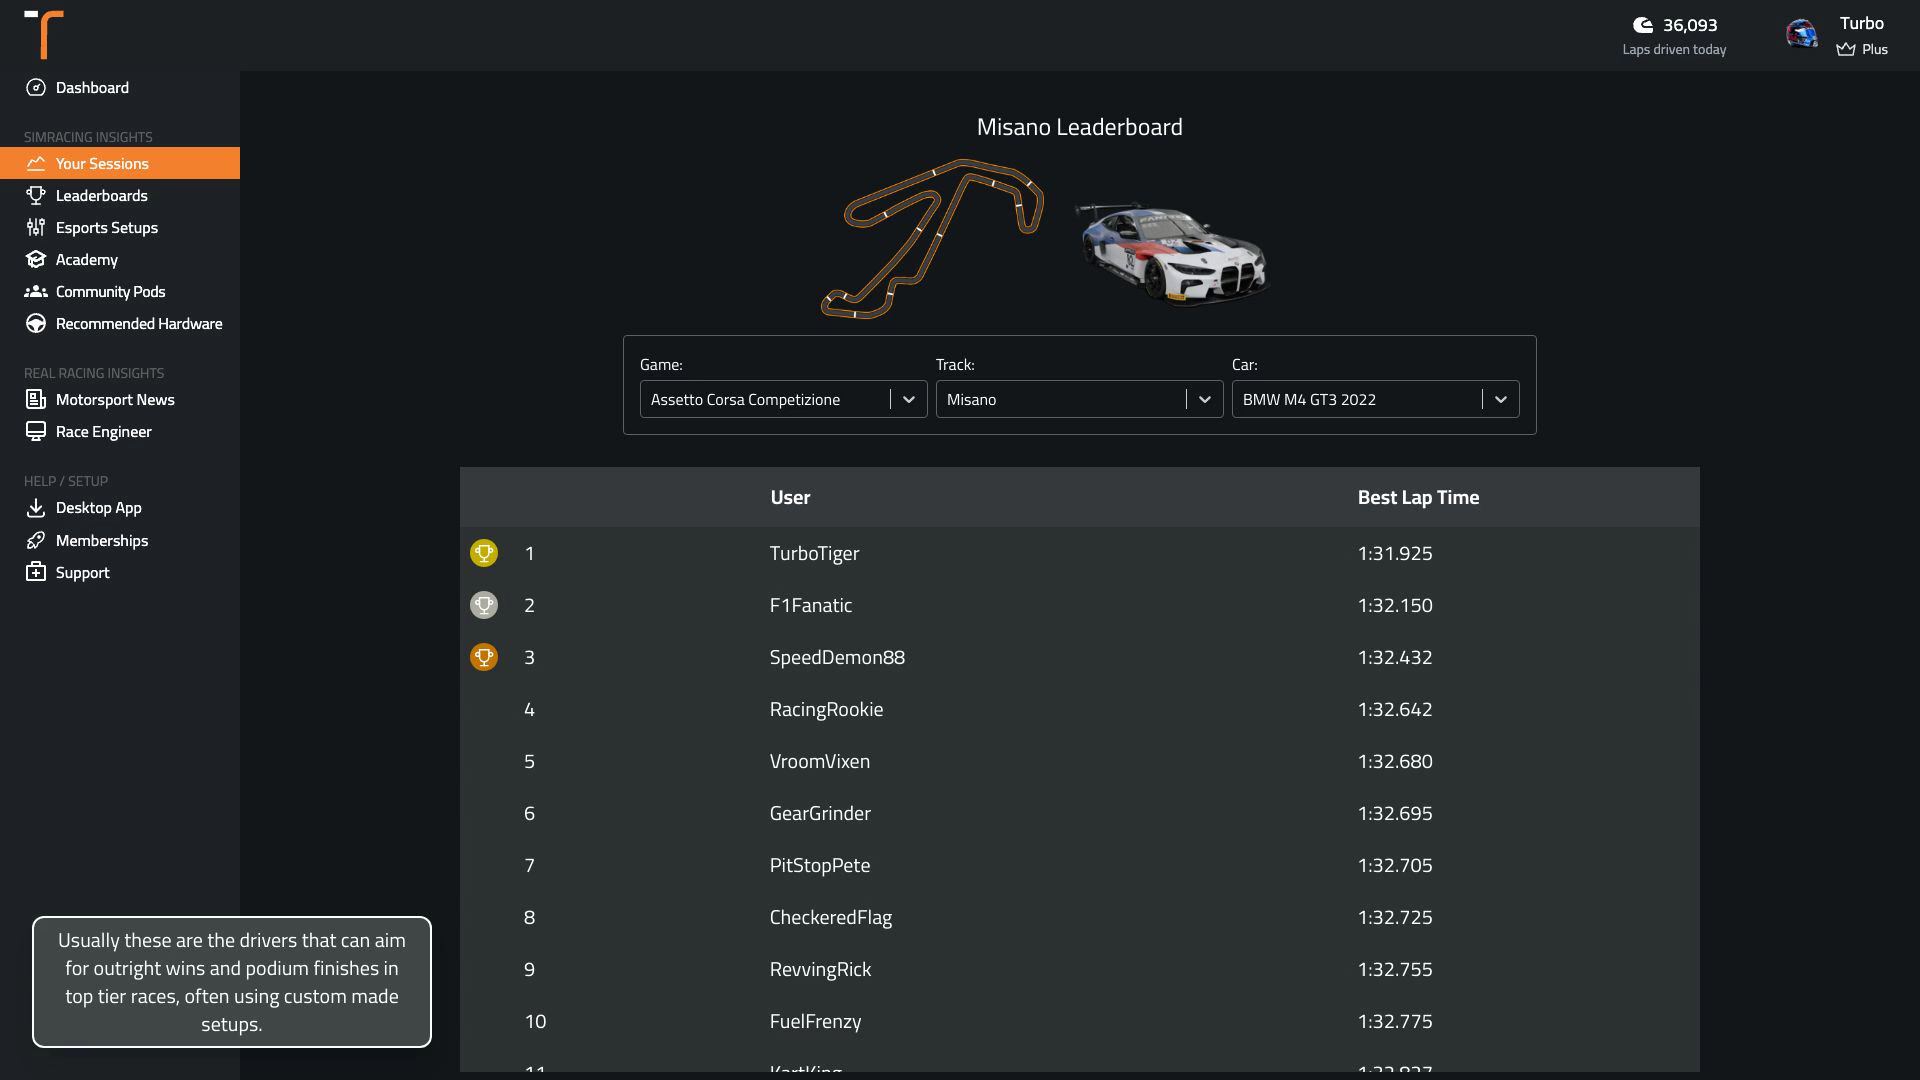 36,093
Laps driven today
Turbo
Plus
Dashboard
SIMRACING INSIGHTS
Your Sessions
Leaderboards
Esports Setups
Academy
Community Pods
Recommended Hardware
REAL RACING INSIGHTS
Motorsport News
Race Engineer
HELP / SETUP
Desktop App
Memberships
Support
Usually these are the drivers that can aim
for outright wins and podium finishes in
top tier races, often using custom made
setups.
Misano Leaderboard
Game:
Assetto Corsa Competizione
Track:
Misano
Car:
BMW M4 GT3 2022
User Best Lap Time
1 TurboTiger 1:31.925
2 F1Fanatic 1:32.150
3 SpeedDemon88 1:32.432
4 RacingRookie 1:32.642
5 VroomVixen 1:32.680
6 GearGrinder 1:32.695
7 PitStopPete 1:32.705
8 CheckeredFlag 1:32.725
9 RevvingRick 1:32.755
10 FuelFrenzy 1:32.775
11 KartKing 1:32.827